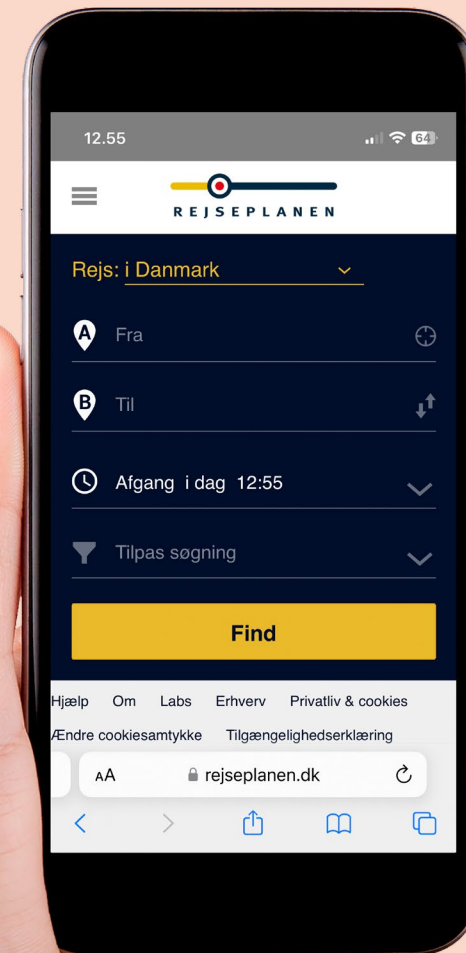 12.55
64
REJSEPLANEN
Rejs: i Danmark
A Fra
B Til
Afgang i dag 12:55
Tilpas søgning
Find
Hjælp Om Labs Erhverv Privatliv & cookies
Ændre cookiesamtykke Tilgængelighedserklæring
AA rejseplanen.dk